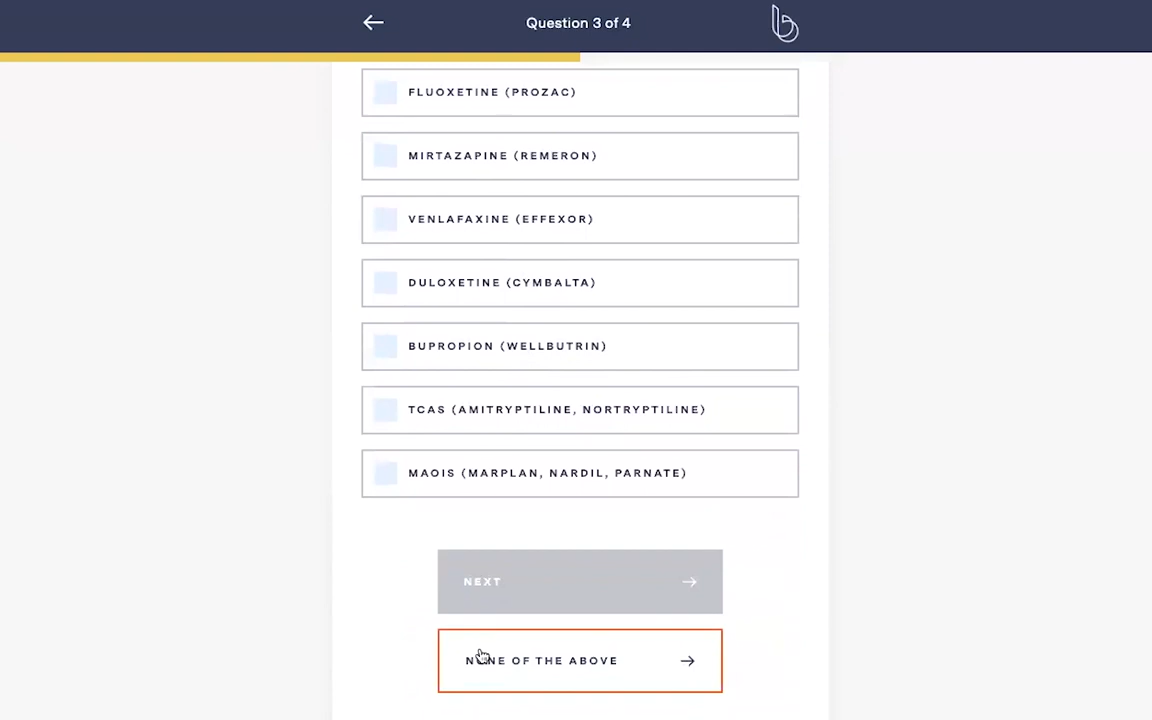 Question 3 of 4
FLUOXETINE (PROZAC)
MIRTAZAPINE (REMERON)
VENLAFAXINE (EFFEXOR)
DULOXETINE (CYMBALTA)
BUPROPION (WELLBUTRIN)
TCAS (AMITRYPTILINE, NORTRYPTILINE)
MAOIS (MARPLAN, NARDIL, PARNATE)
NEXT
NONE OF THE ABOVE